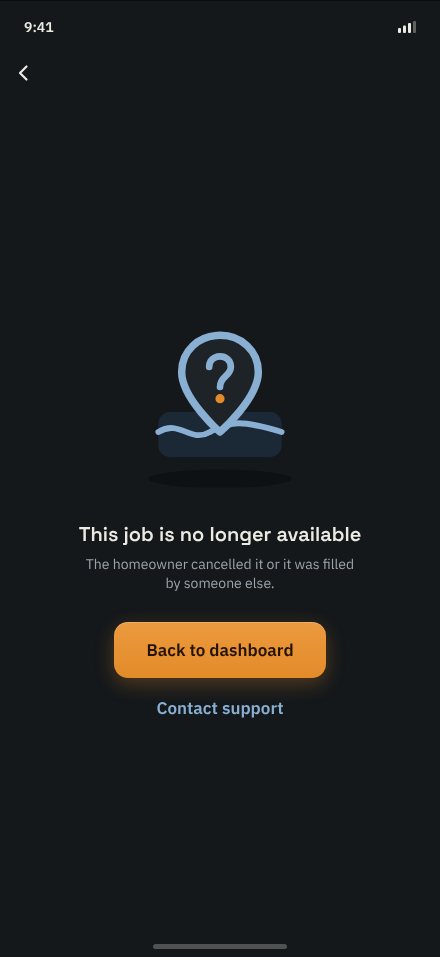 9:41
?
This job is no longer available
The homeowner cancelled it or it was filled
by someone else.
Back to dashboard
Contact support